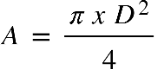 A = π x D² / 4